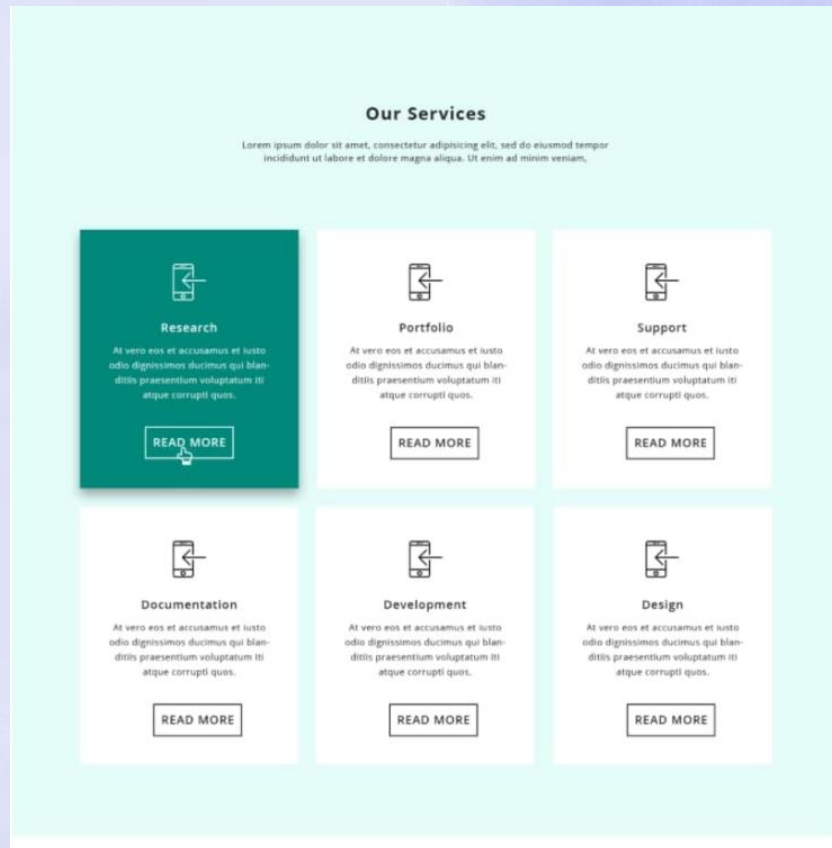 Our Services
Lorem ipsum dolor sit amet, consectetur adipisicing elit, sed do eiusmod tempor
incididunt ut labore et dolore magna aliqua. Ut enim ad minim veniam,
Research
At vero eos et accusamus et iusto
odio dignissimos ducimus qui blan-
ditiis praesentium voluptatum iti
atque corrupti quos.
READ MORE
Portfolio
At vero eos et accusamus et iusto
odio dignissimos ducimus qui blan-
ditiis praesentium voluptatum iti
atque corrupti quos.
READ MORE
Support
At vero eos et accusamus et iusto
odio dignissimos ducimus qui blan-
ditiis praesentium voluptatum iti
atque corrupti quos.
READ MORE
Documentation
At vero eos et accusamus et iusto
odio dignissimos ducimus qui blan-
ditiis praesentium voluptatum iti
atque corrupti quos.
READ MORE
Development
At vero eos et accusamus et iusto
odio dignissimos ducimus qui blan-
ditiis praesentium voluptatum iti
atque corrupti quos.
READ MORE
Design
At vero eos et accusamus et iusto
odio dignissimos ducimus qui blan-
ditiis praesentium voluptatum iti
atque corrupti quos.
READ MORE